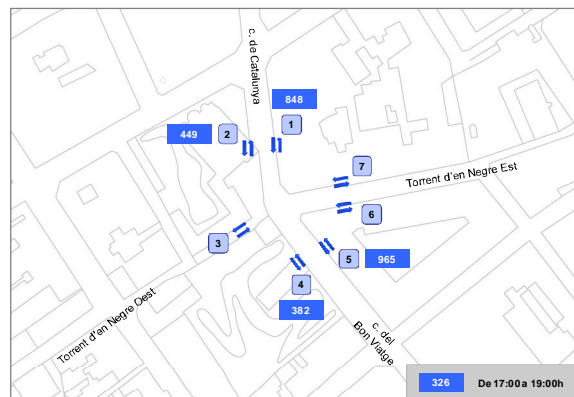 c. de Catalunya
848
1
449
2
7
Torrent d'en Negre Est
6
3
5
965
4
382
Torrent d'en Negre Oest
c. del
Bon Viatge
326 De 17:00 a 19:00h